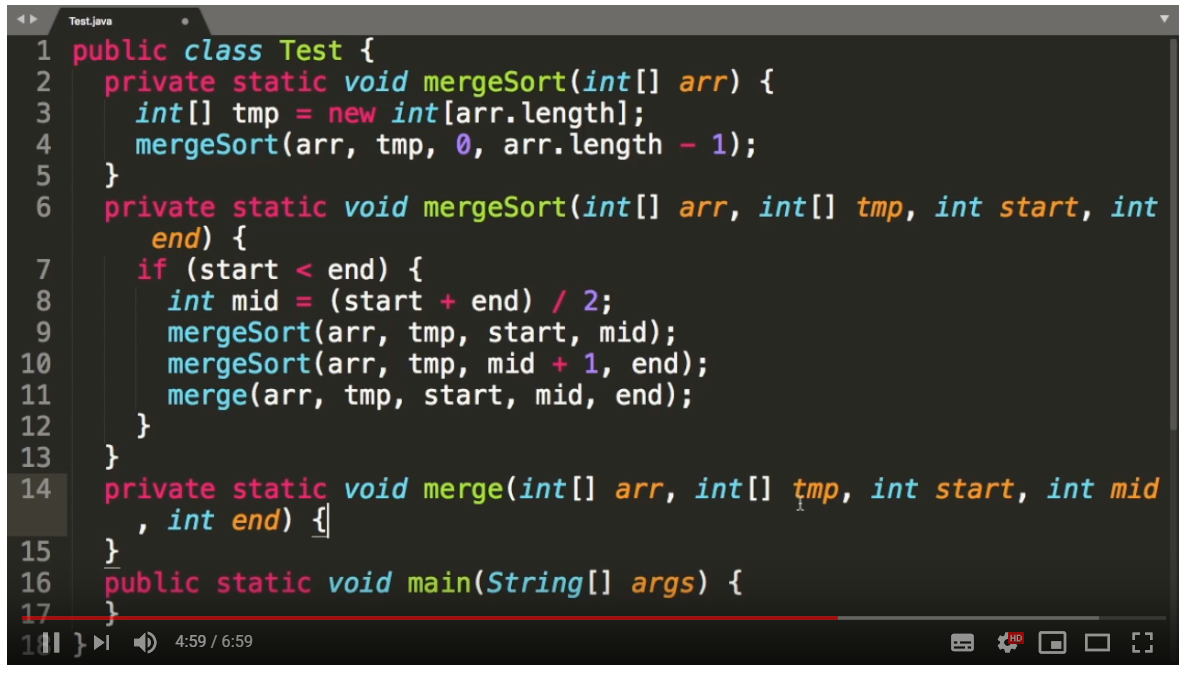 Test.java
1 public class Test {
2 private static void mergeSort(int[] arr) {
3 int[] tmp = new int[arr.length];
4 mergeSort(arr, tmp, 0, arr.length - 1);
5 }
6 private static void mergeSort(int[] arr, int[] tmp, int start, int
end) {
7 if (start < end) {
8 int mid = (start + end) / 2;
9 mergeSort(arr, tmp, start, mid);
10 mergeSort(arr, tmp, mid + 1, end);
11 merge(arr, tmp, start, mid, end);
12 }
13 }
14 private static void merge(int[] arr, int[] tmp, int start, int mid
, int end) {
15 }
16 public static void main(String[] args) {
17 }
18 }
4:59 / 6:59
HD